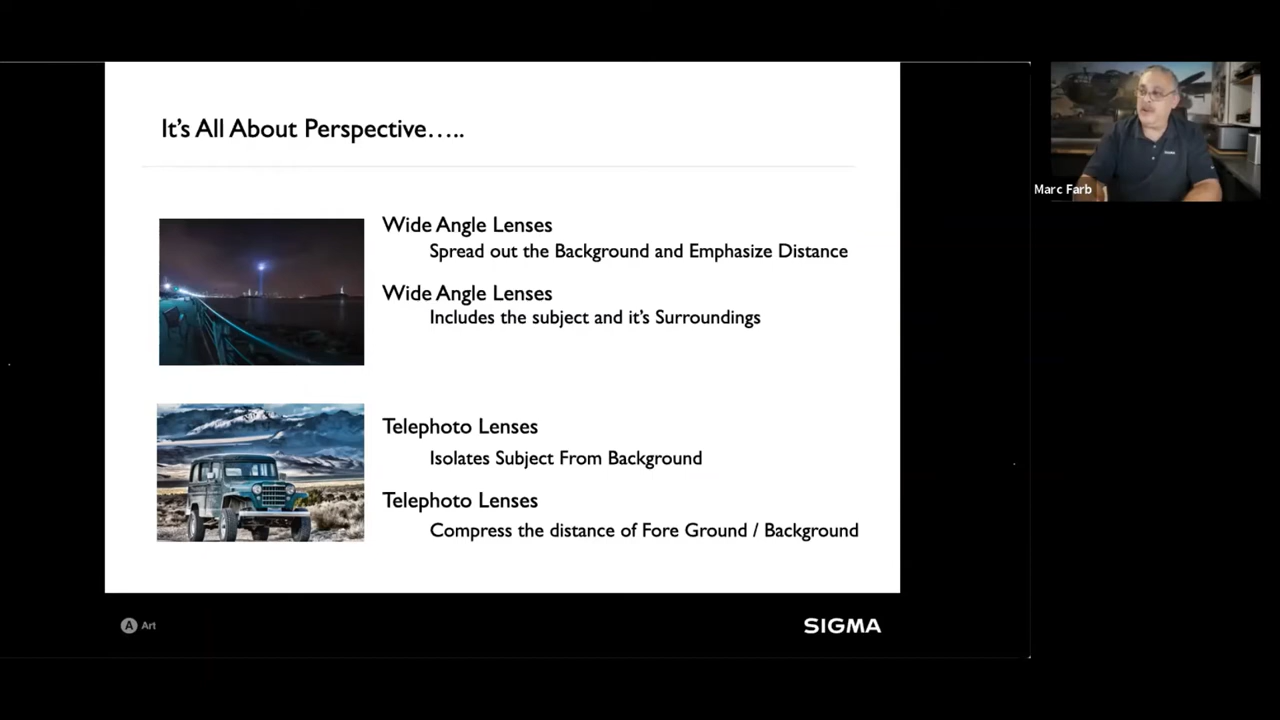 It's All About Perspective…..
Wide Angle Lenses
Spread out the Background and Emphasize Distance
Wide Angle Lenses
Includes the subject and it's Surroundings
Telephoto Lenses
Isolates Subject From Background
Telephoto Lenses
Compress the distance of Fore Ground / Background
A Art
SIGMA
SIGMA
Marc Farb